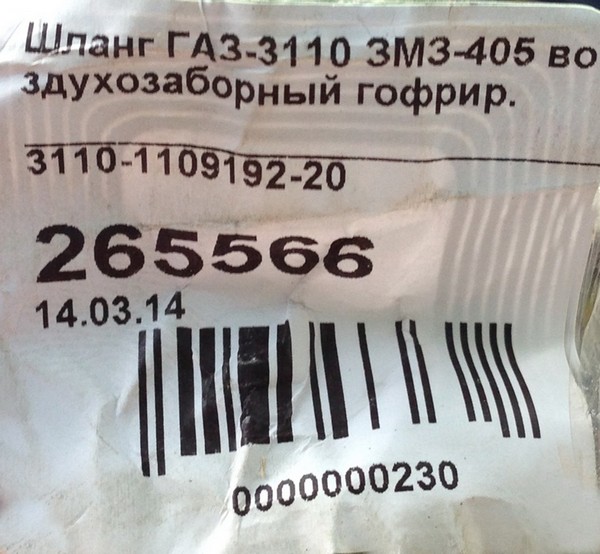 Шланг ГАЗ-3110 ЗМЗ-405 во
здухозаборный гофрир.
3110-1109192-20
265566
14.03.14
0000000230